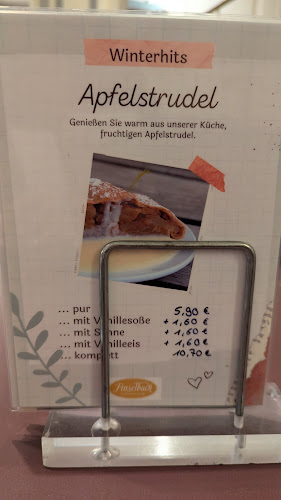 Winterhits
Apfelstrudel
Genießen Sie warm aus unserer Küche,
fruchtigen Apfelstrudel.
... pur 5,90 €
... mit Vanillesoße + 1,60 €
... mit Sahne + 1,60 €
... mit Vanilleeis + 1,60 €
... komplett 10,70 €